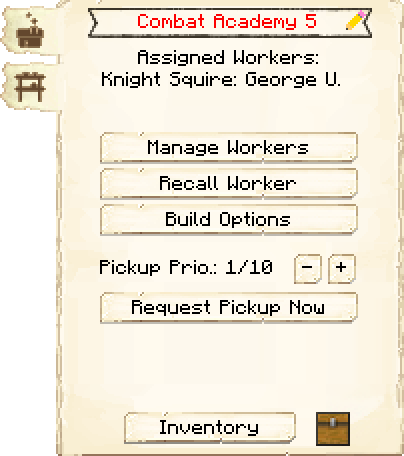 Combat Academy 5
Assigned Workers:
Knight Squire: George U.
Manage Workers
Recall Worker
Build Options
Pickup Prio.: 1/10 - +
Request Pickup Now
Inventory